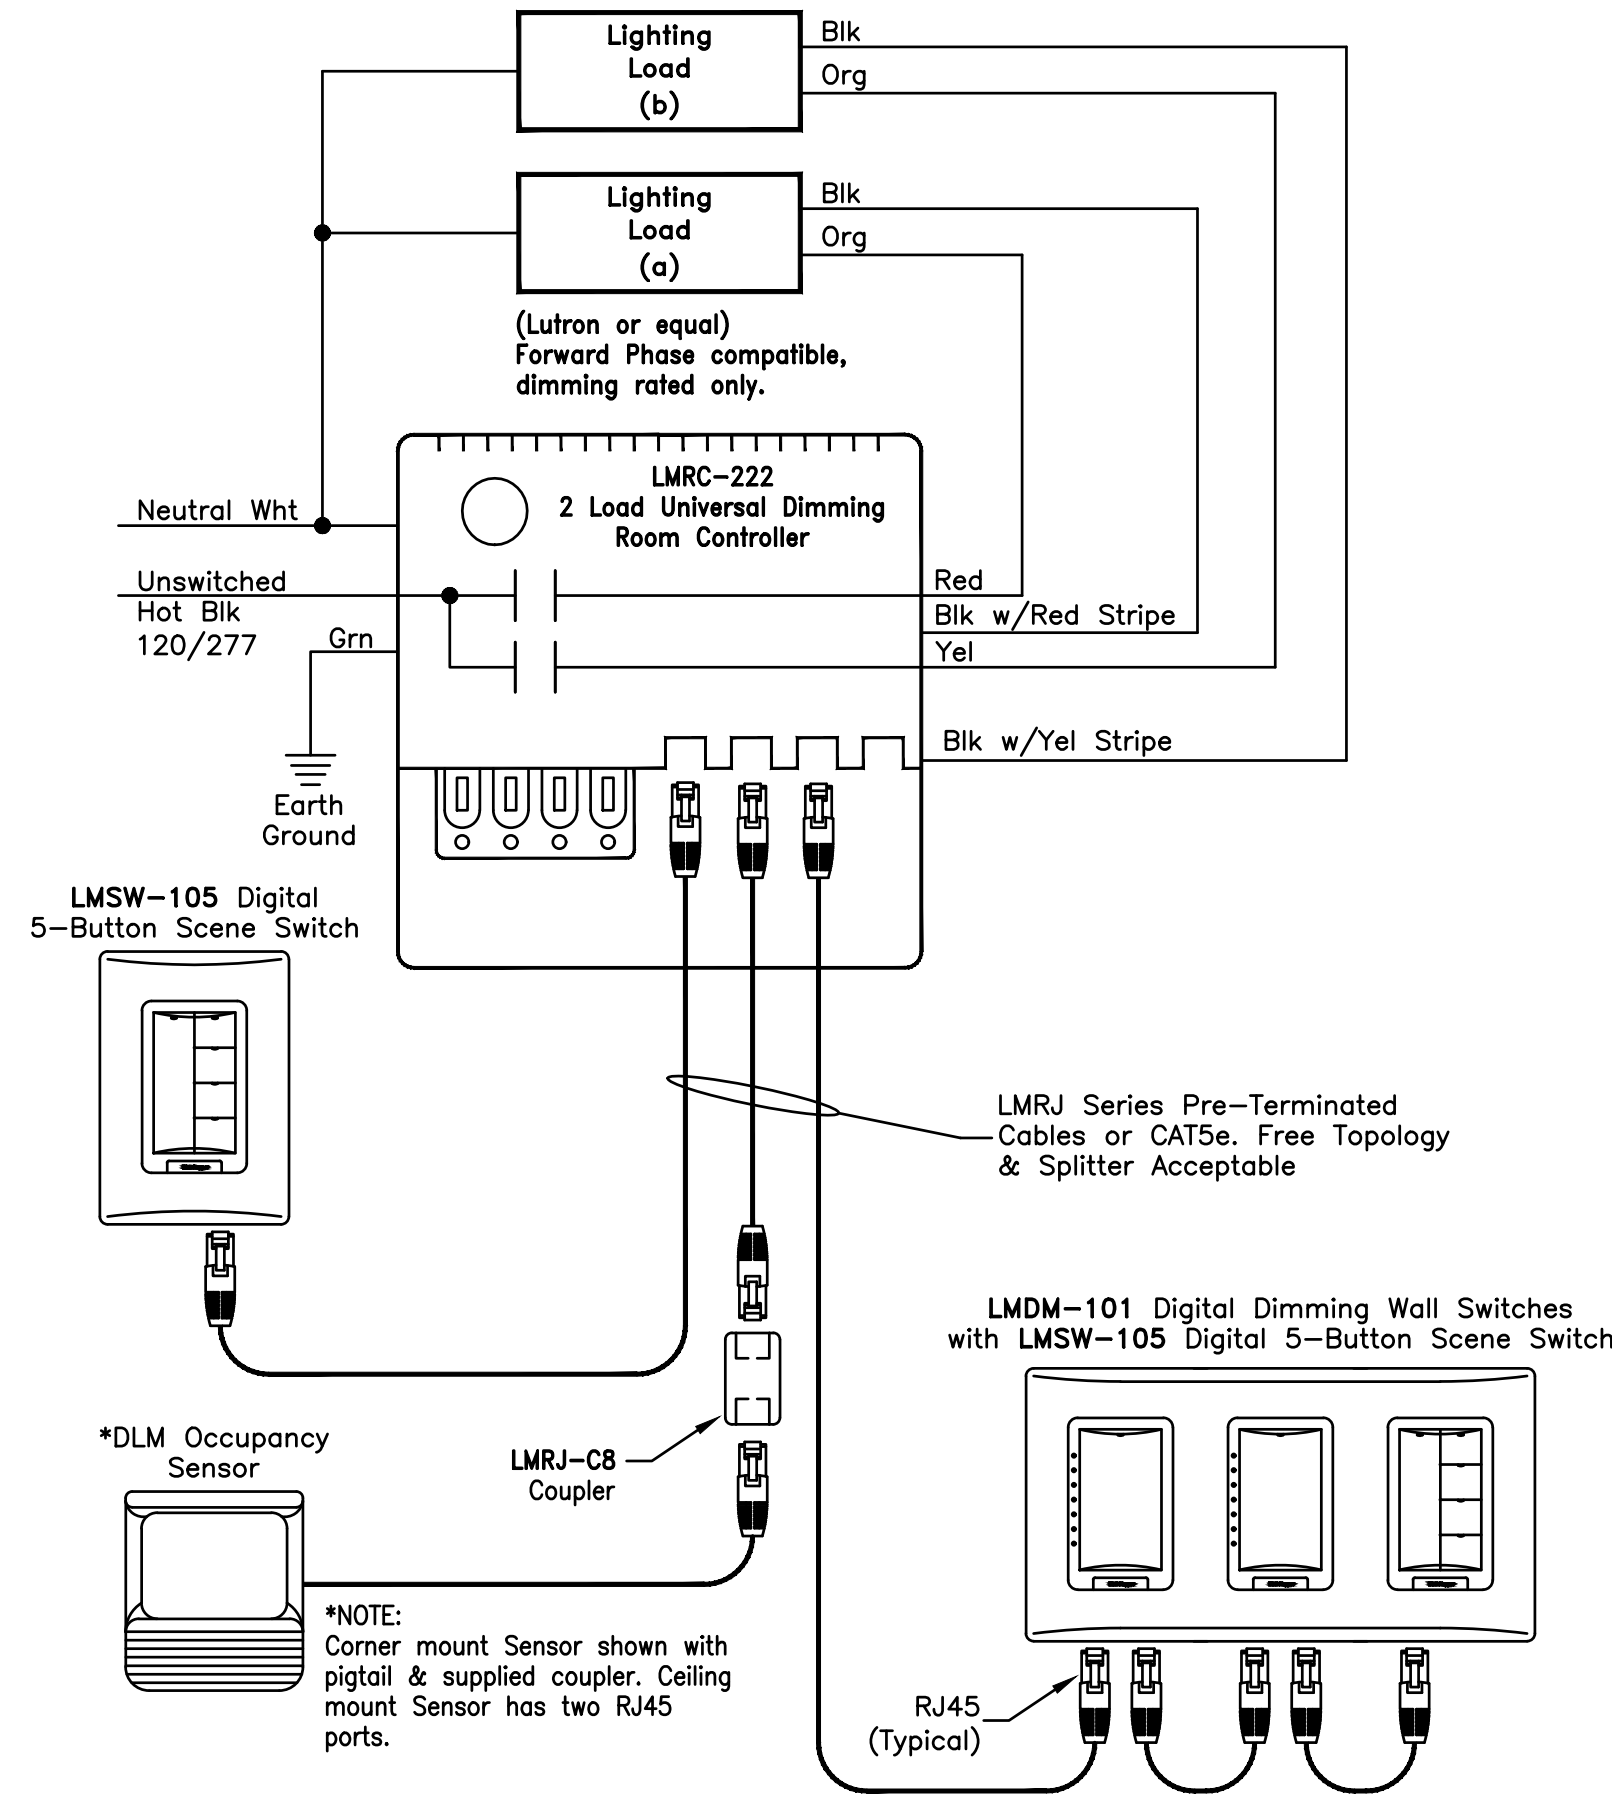 Lighting
Load
(b)
Blk
Org
Lighting
Load
(a)
Blk
Org
(Lutron or equal)
Forward Phase compatible,
dimming rated only.
LMRC-222
2 Load Universal Dimming
Room Controller
Neutral Wht
Unswitched
Hot Blk
120/277
Grn
Earth
Ground
Red
Blk w/Red Stripe
Yel
Blk w/Yel Stripe
LMSW-105 Digital
5-Button Scene Switch
LMRJ Series Pre-Terminated
Cables or CAT5e. Free Topology
& Splitter Acceptable
LMDM-101 Digital Dimming Wall Switches
with LMSW-105 Digital 5-Button Scene Switch
*DLM Occupancy
Sensor
LMRJ-C8
Coupler
*NOTE:
Corner mount Sensor shown with
pigtail & supplied coupler. Ceiling
mount Sensor has two RJ45
ports.
RJ45
(Typical)